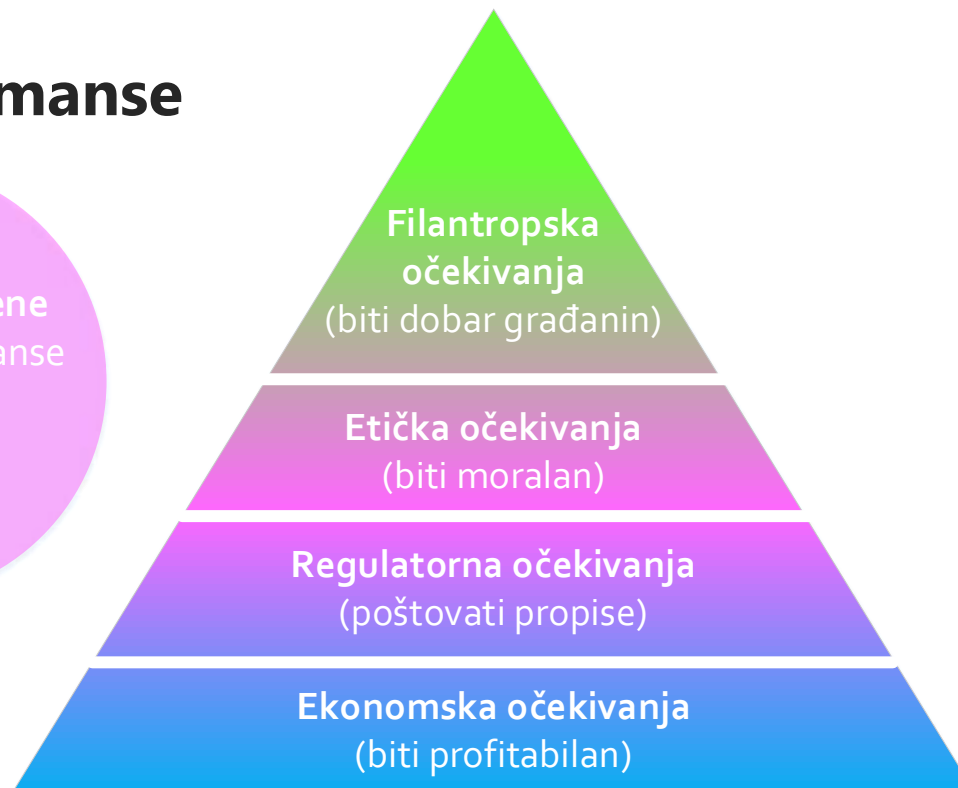 manse
ene
anse
Filantropska
očekivanja
(biti dobar građanin)
Etička očekivanja
(biti moralan)
Regulatorna očekivanja
(poštovati propise)
Ekonomska očekivanja
(biti profitabilan)